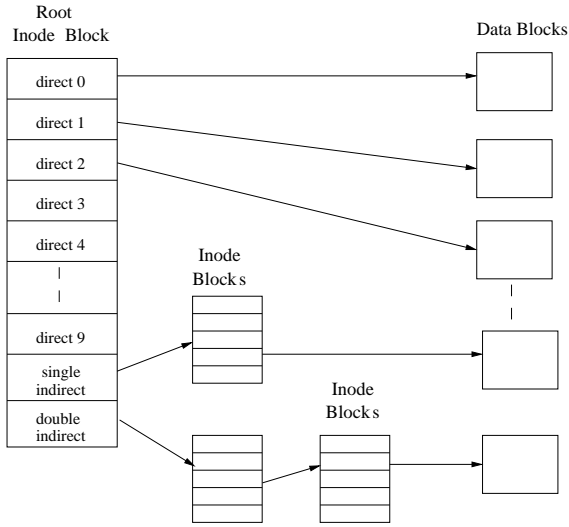 Root
Inode Block
Data Blocks
direct 0
direct 1
direct 2
direct 3
direct 4
direct 9
single
indirect
double
indirect
Inode
Blocks
Inode
Blocks